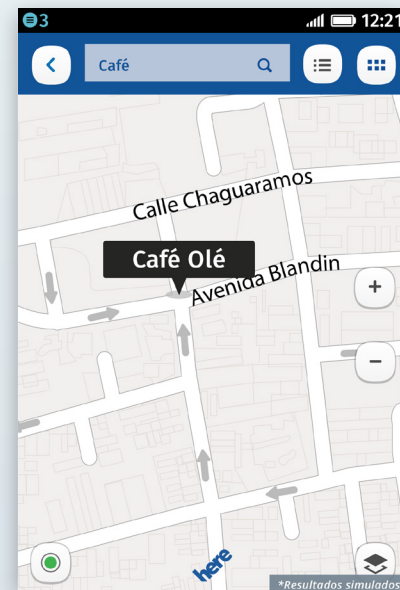 3
12:21
Café
Calle Chaguaramos
Café Olé
Avenida Blandin
+
−
here
*Resultados simulados